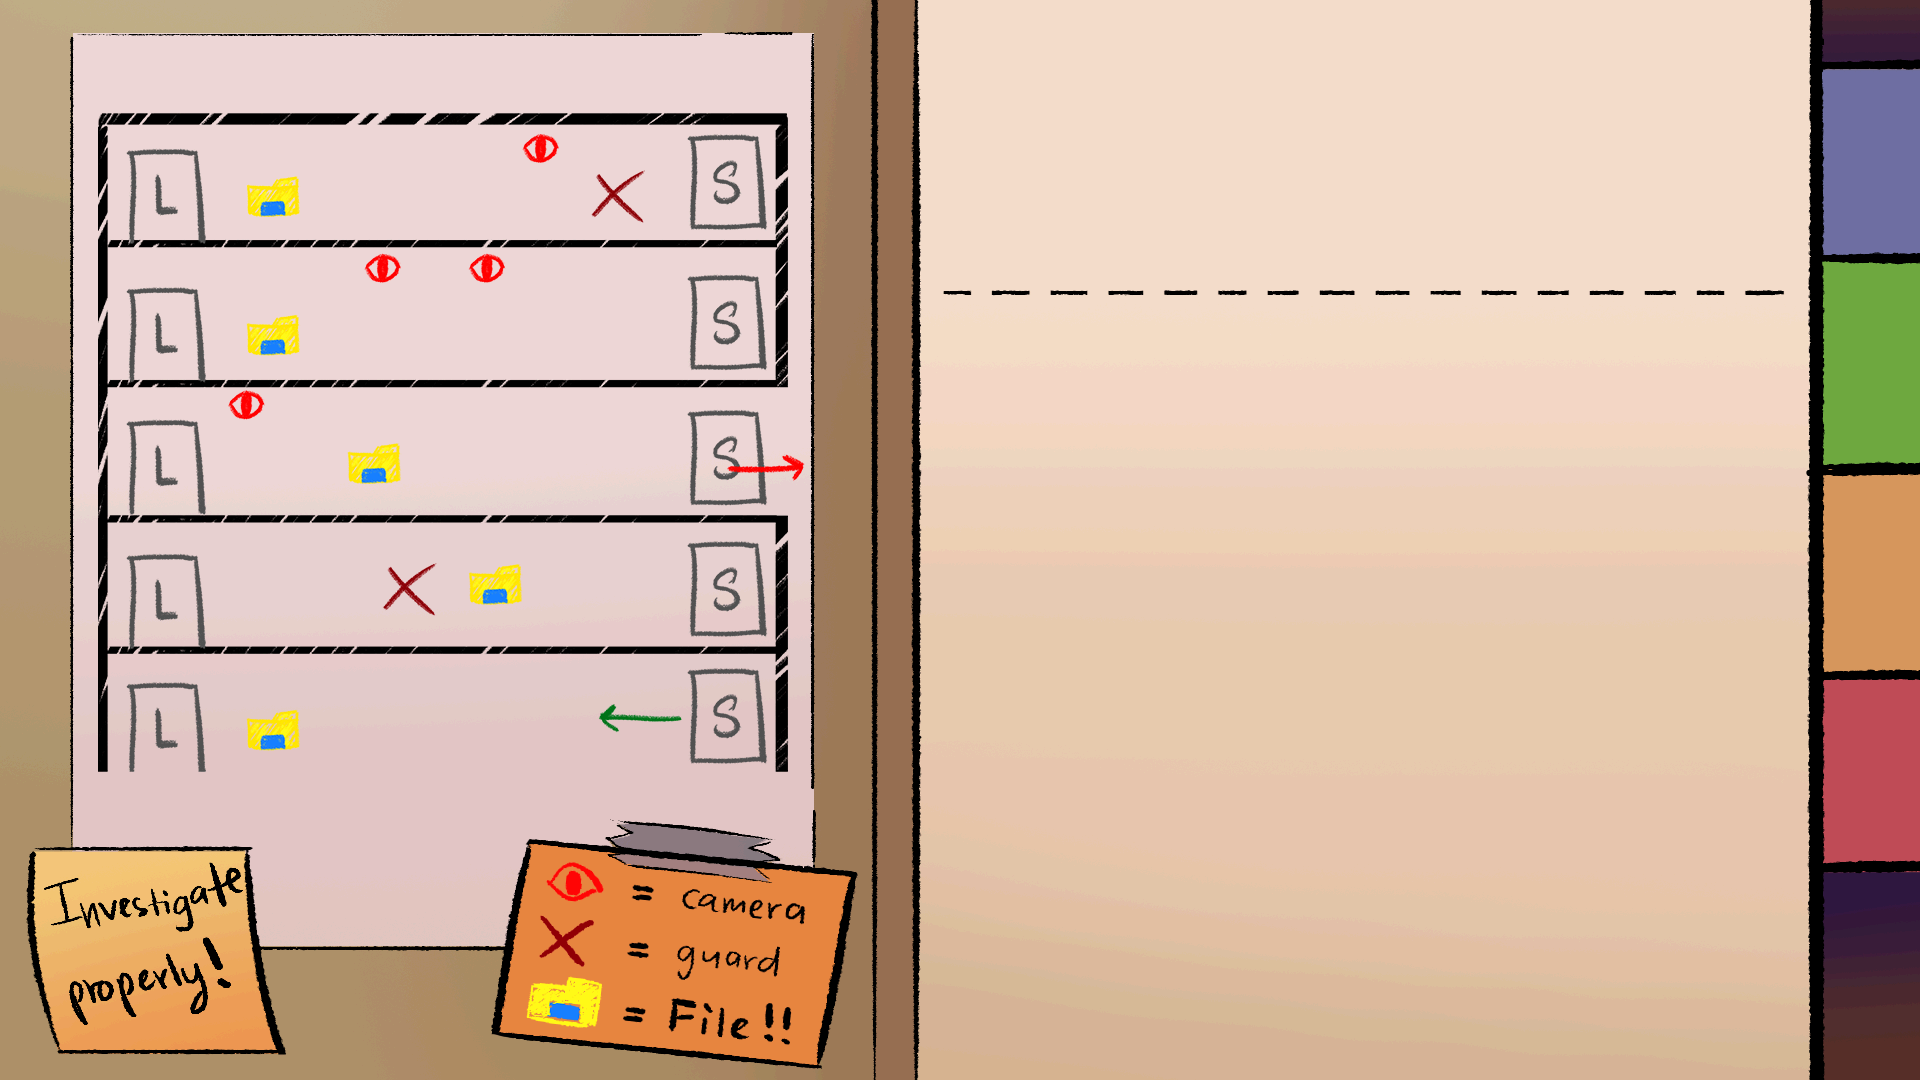 L S
L S
L S
L S
L S
Investigate
properly!
= camera
= guard
= File!!